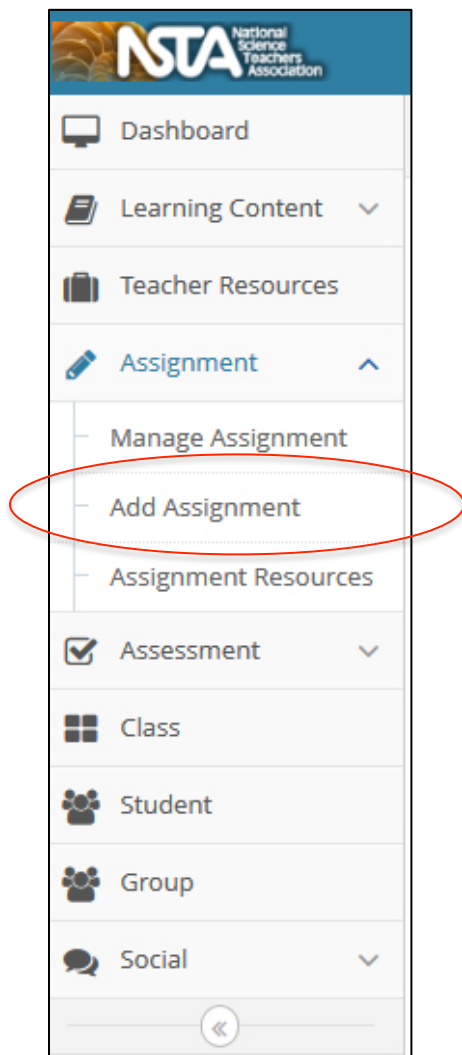 NSTA
National
Science
Teachers
Association
Dashboard
Learning Content
Teacher Resources
Assignment
Manage Assignment
Add Assignment
Assignment Resources
Assessment
Class
Student
Group
Social